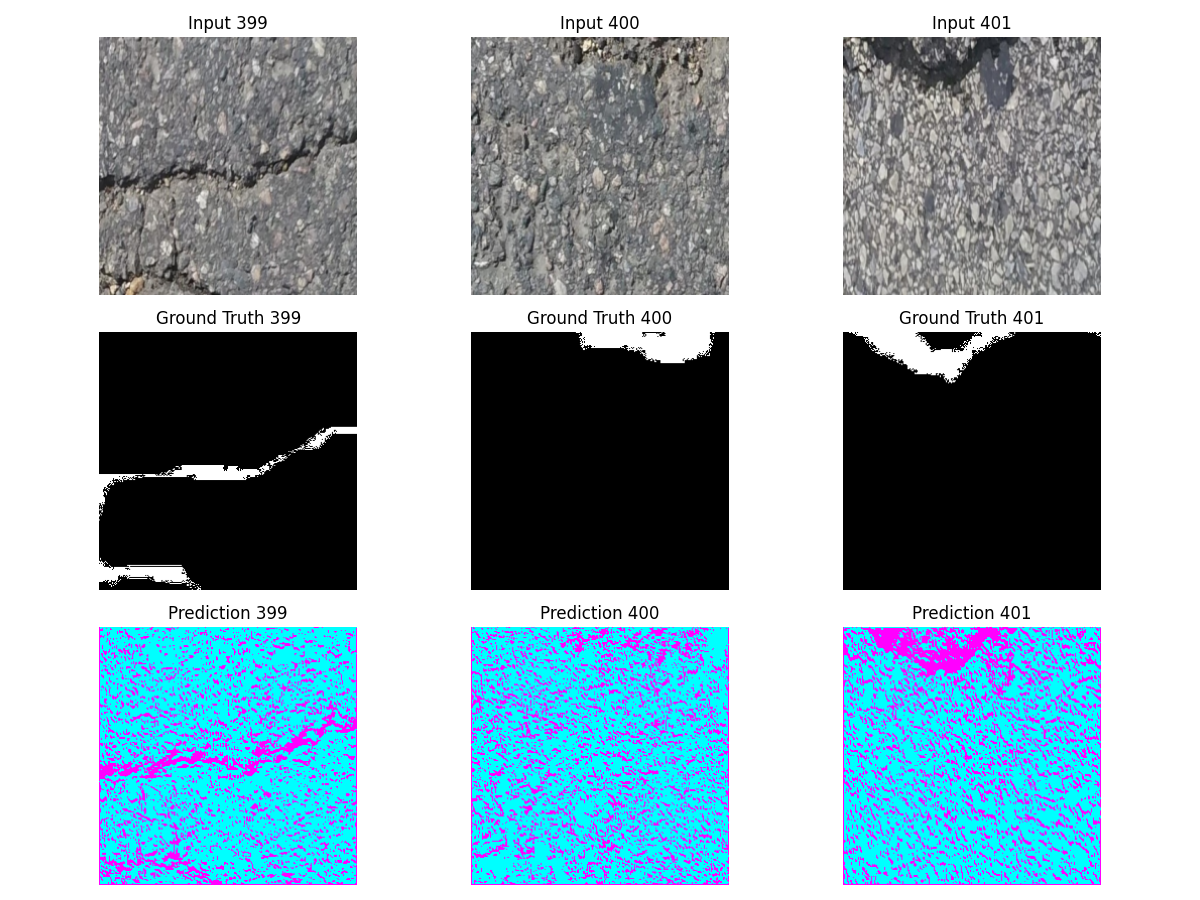 Input 399
Input 400
Input 401
Ground Truth 399
Ground Truth 400
Ground Truth 401
Prediction 399
Prediction 400
Prediction 401